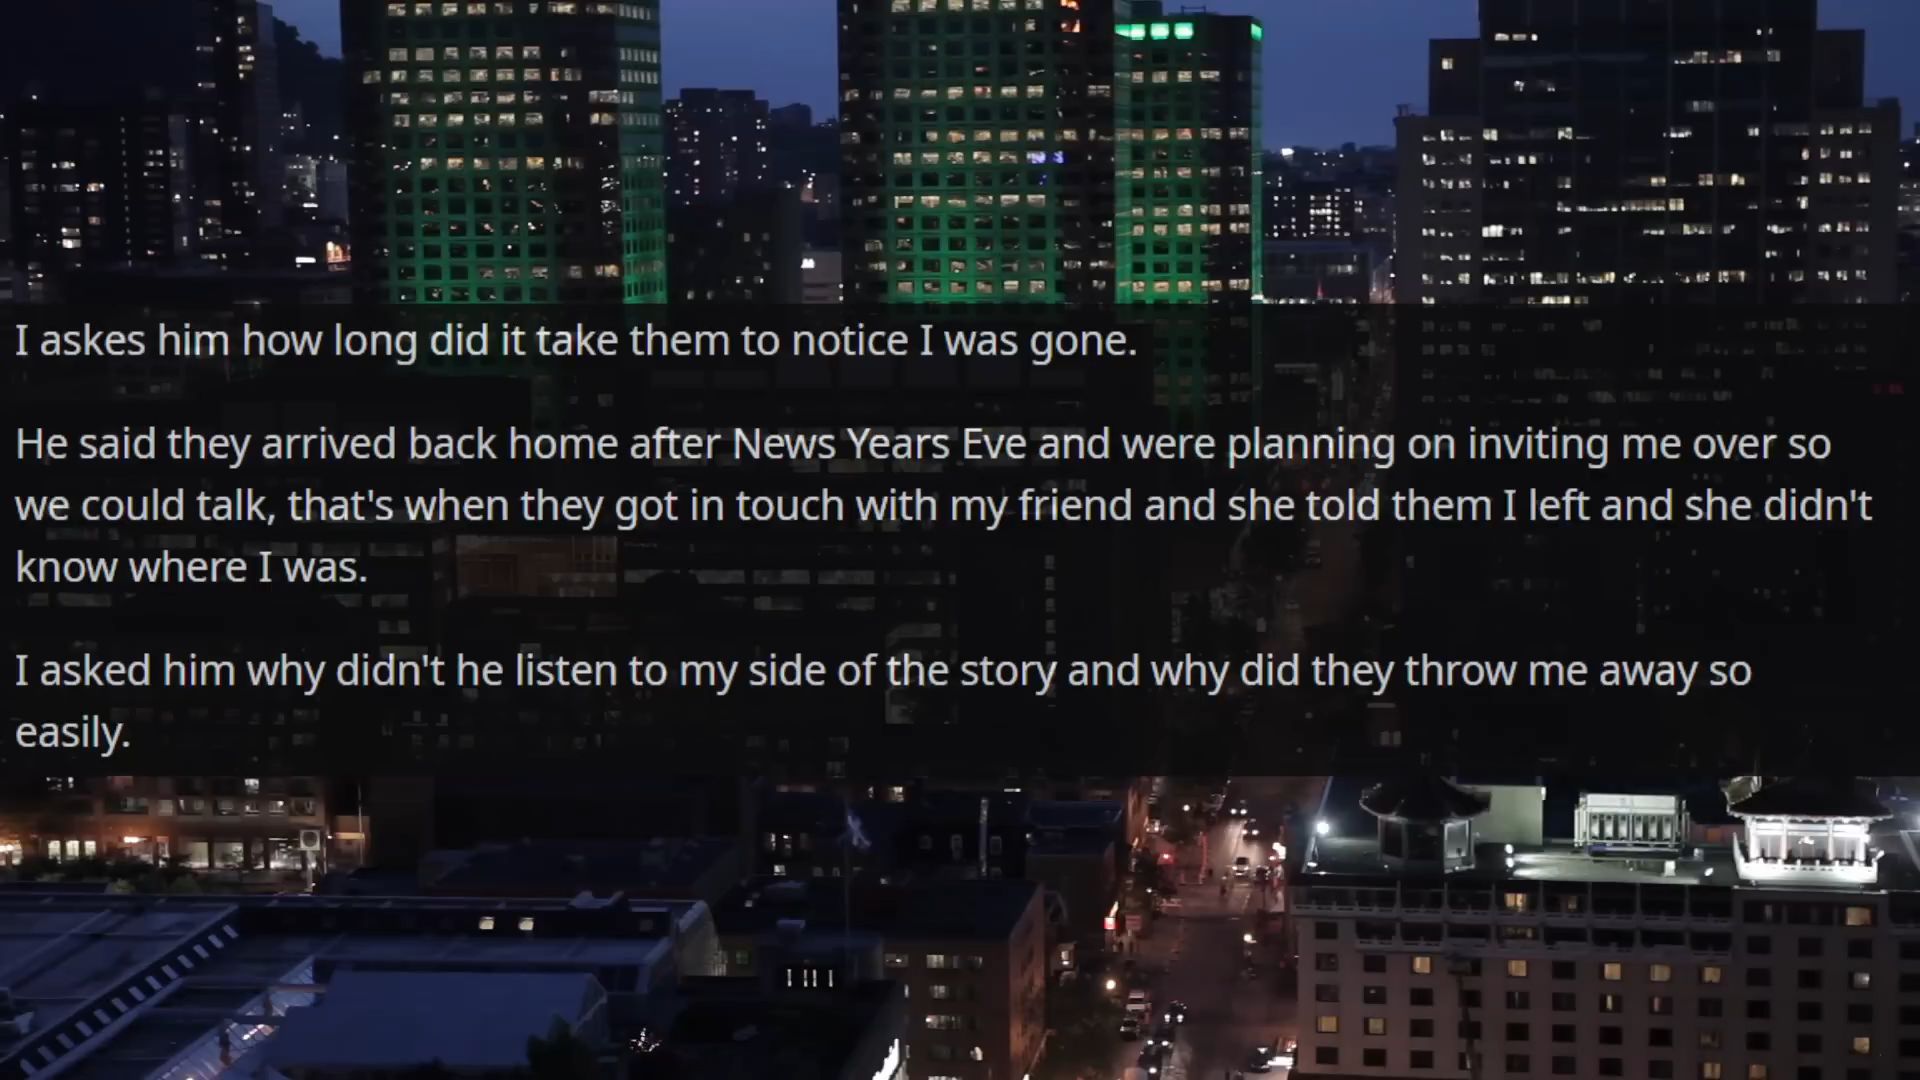 I askes him how long did it take them to notice I was gone.
He said they arrived back home after News Years Eve and were planning on inviting me over so
we could talk, that's when they got in touch with my friend and she told them I left and she didn't
know where I was.
I asked him why didn't he listen to my side of the story and why did they throw me away so
easily.